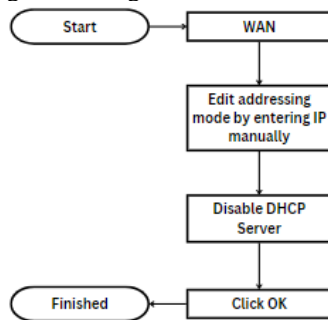 Start
WAN
Edit addressing
mode by entering IP
manually
Disable DHCP
Server
Finished
Click OK